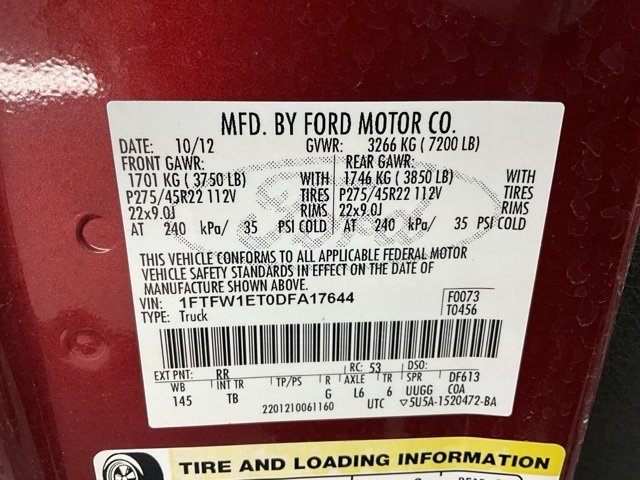 MFD. BY FORD MOTOR CO.
DATE: 10/12 GVWR: 3266 KG ( 7200 LB)
FRONT GAWR: REAR GAWR:
1701 KG ( 3750 LB) WITH 1746 KG ( 3850 LB) WITH
P275/45R22 112V TIRES P275/45R22 112V TIRES
22x9.0J RIMS 22x9.0J RIMS
AT 240 kPa/ 35 PSI COLD AT 240 kPa/ 35 PSI COLD
THIS VEHICLE CONFORMS TO ALL APPLICABLE FEDERAL MOTOR
VEHICLE SAFETY STANDARDS IN EFFECT ON THE DATE OF
MANUFACTURE SHOWN ABOVE.
VIN: 1FTFW1ET0DFA17644 F0073
TYPE: Truck T0456
EXT PNT: RR RC: 53 DSO:
WB INT TR TP/PS R AXLE TR SPR DF613
145 TB G L6 6 UUGG COA
2201210061160 UTC ▽5U5A-1520472-BA
TIRE AND LOADING INFORMATION